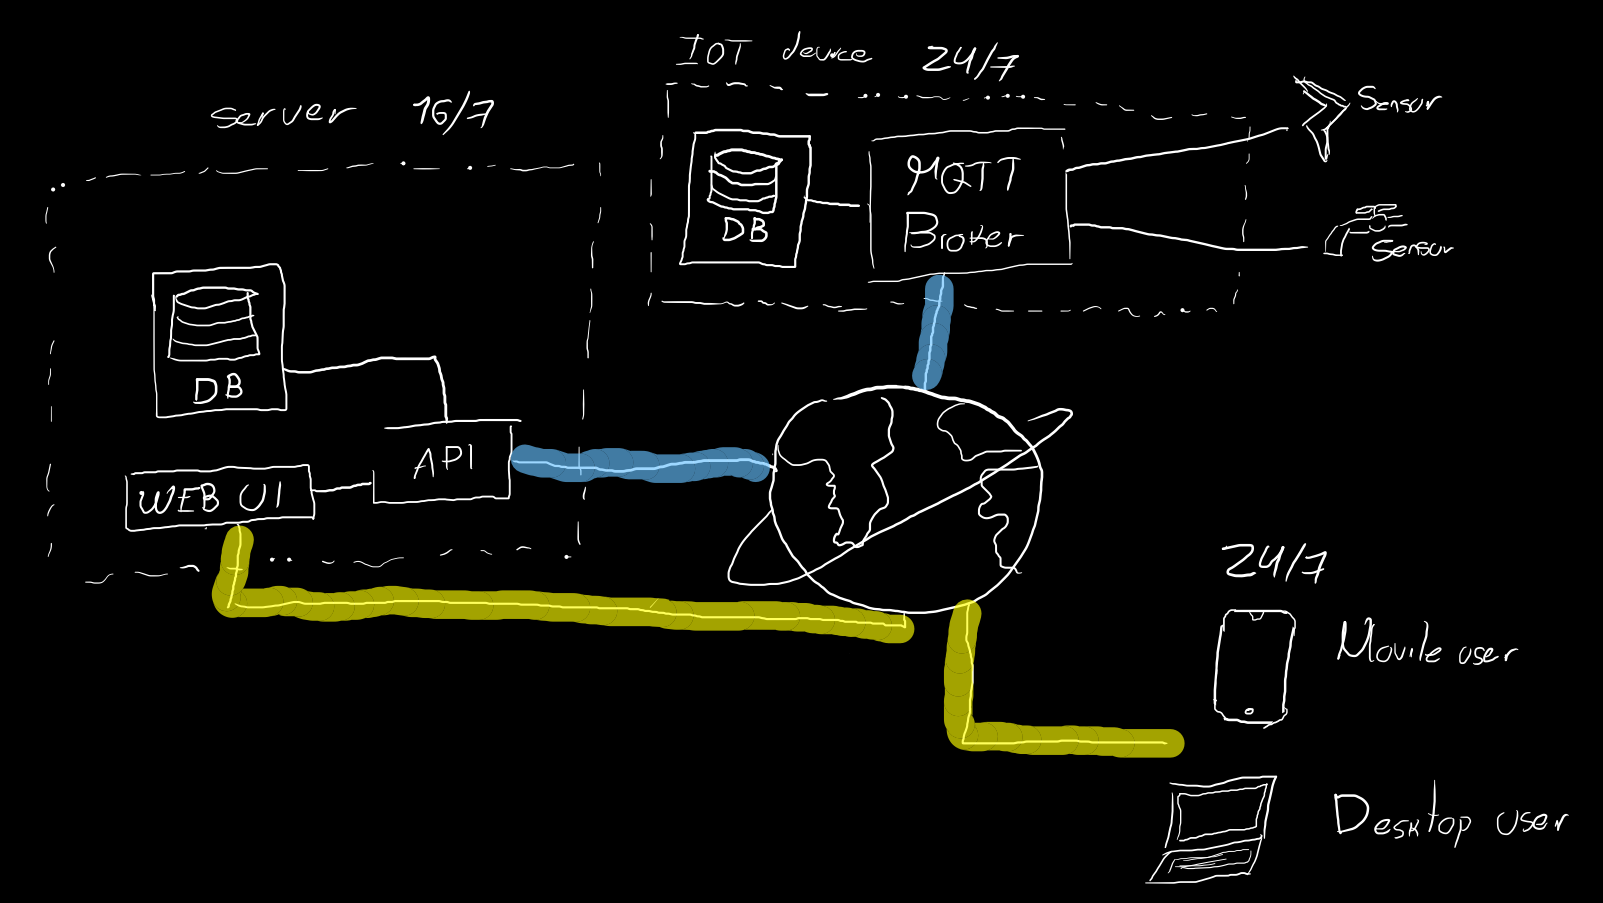 IOT device 24/7
server 16/7
Sensor
MQTT
Broker
DB
Sensor
DB
API
WEB UI
24/7
Movile user
Desktop user